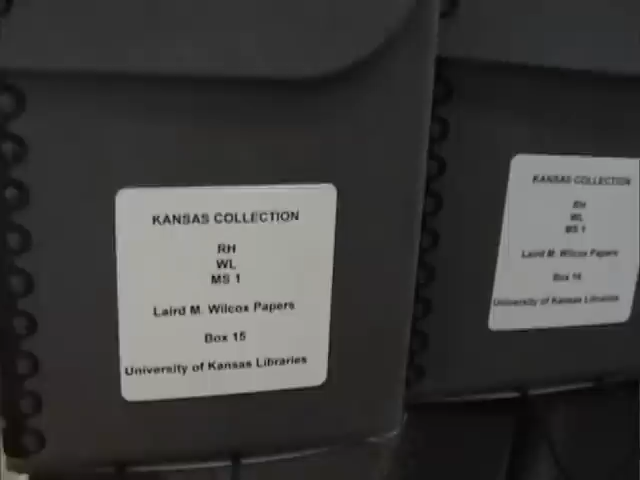 KANSAS COLLECTION
RH
WL
MS 1
Laird M. Wilcox Papers
Box 15
University of Kansas Libraries
KANSAS COLLECTION
RH
WL
MS 1
Laird M. Wilcox Papers
Box 16
University of Kansas Libraries